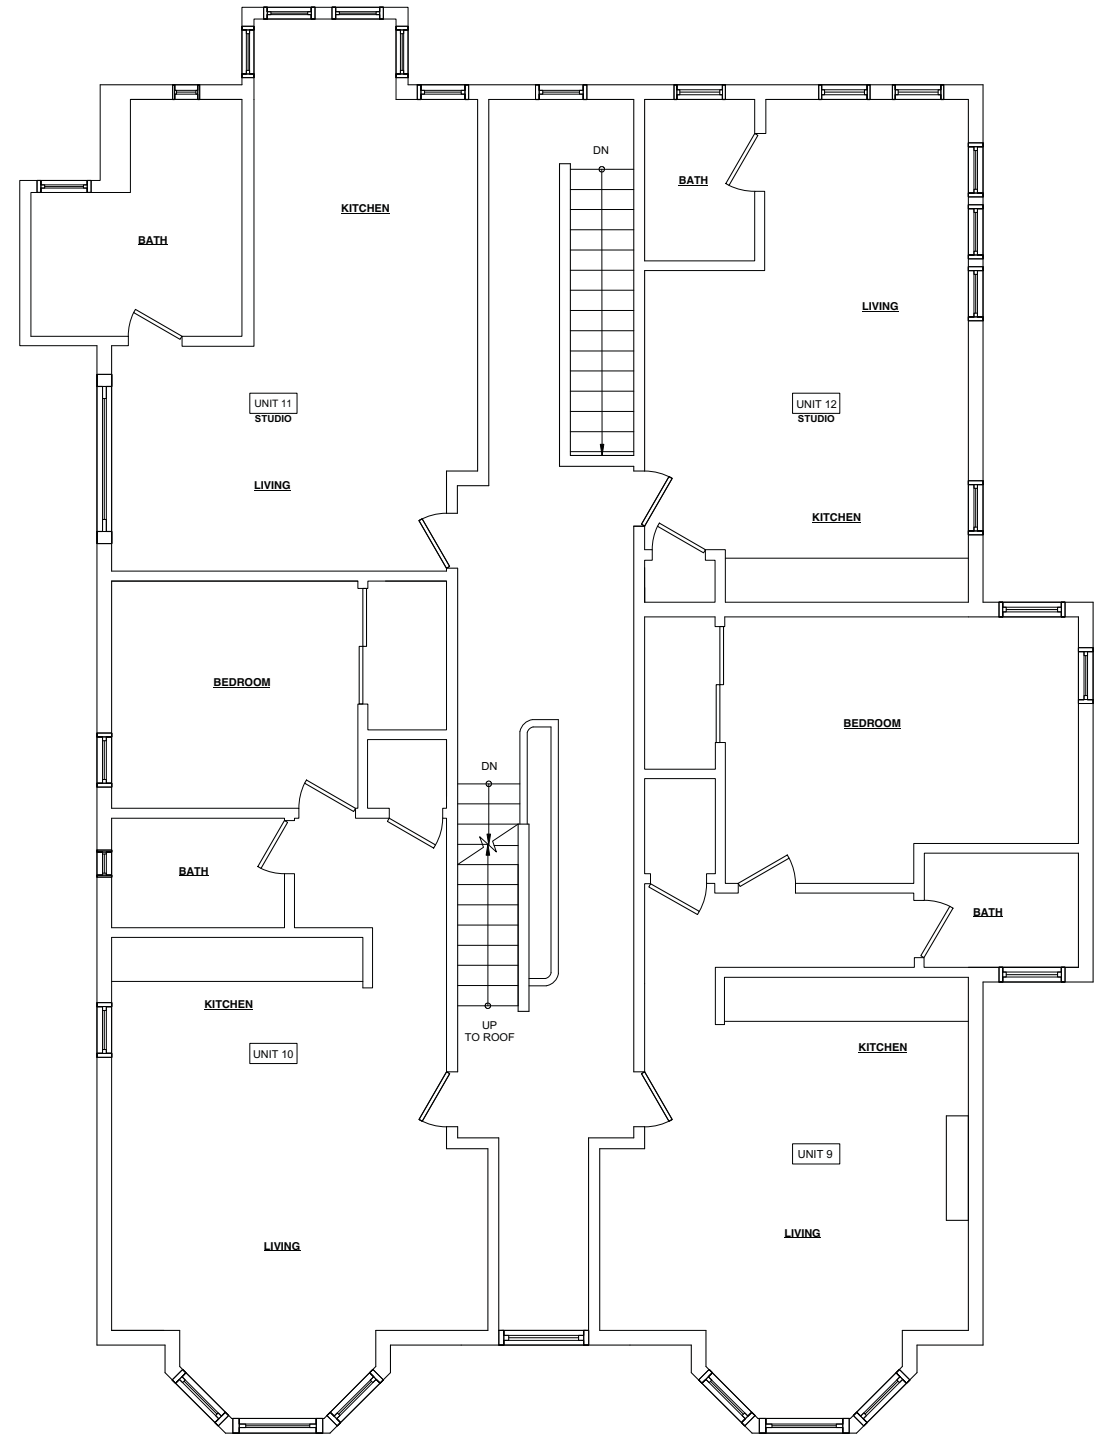 DN
BATH
KITCHEN
BATH
LIVING
UNIT 11
STUDIO
UNIT 12
STUDIO
LIVING
KITCHEN
BEDROOM
BEDROOM
DN
BATH
BATH
KITCHEN
UP
TO ROOF
UNIT 10
KITCHEN
UNIT 9
LIVING
LIVING